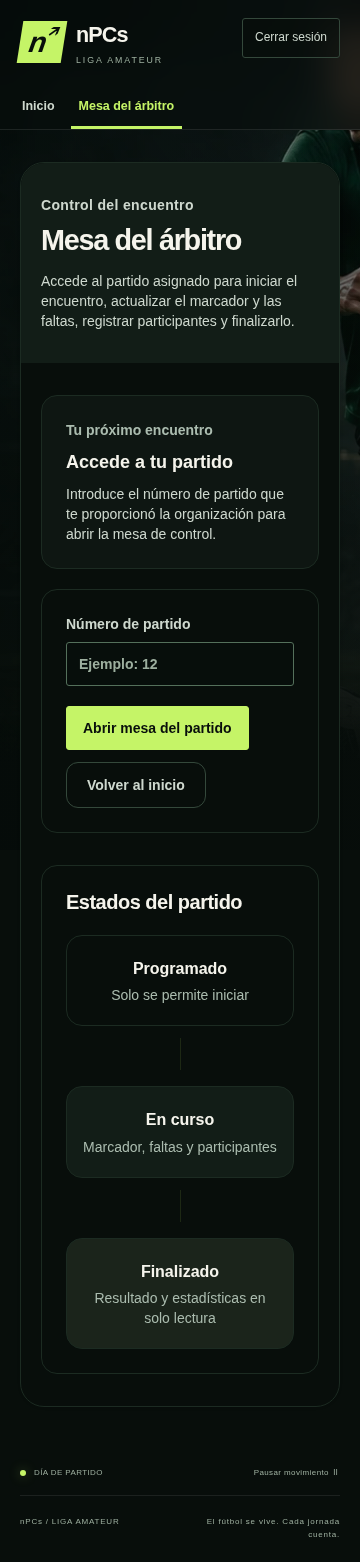 n
nPCs
LIGA AMATEUR
Cerrar sesión
Inicio
Mesa del árbitro
Control del encuentro
Mesa del árbitro
Accede al partido asignado para iniciar el
encuentro, actualizar el marcador y las
faltas, registrar participantes y finalizarlo.
Tu próximo encuentro
Accede a tu partido
Introduce el número de partido que
te proporcionó la organización para
abrir la mesa de control.
Número de partido
Ejemplo: 12
Abrir mesa del partido
Volver al inicio
Estados del partido
Programado
Solo se permite iniciar
En curso
Marcador, faltas y participantes
Finalizado
Resultado y estadísticas en
solo lectura
DÍA DE PARTIDO
Pausar movimiento
nPCs / LIGA AMATEUR
El fútbol se vive. Cada jornada
cuenta.